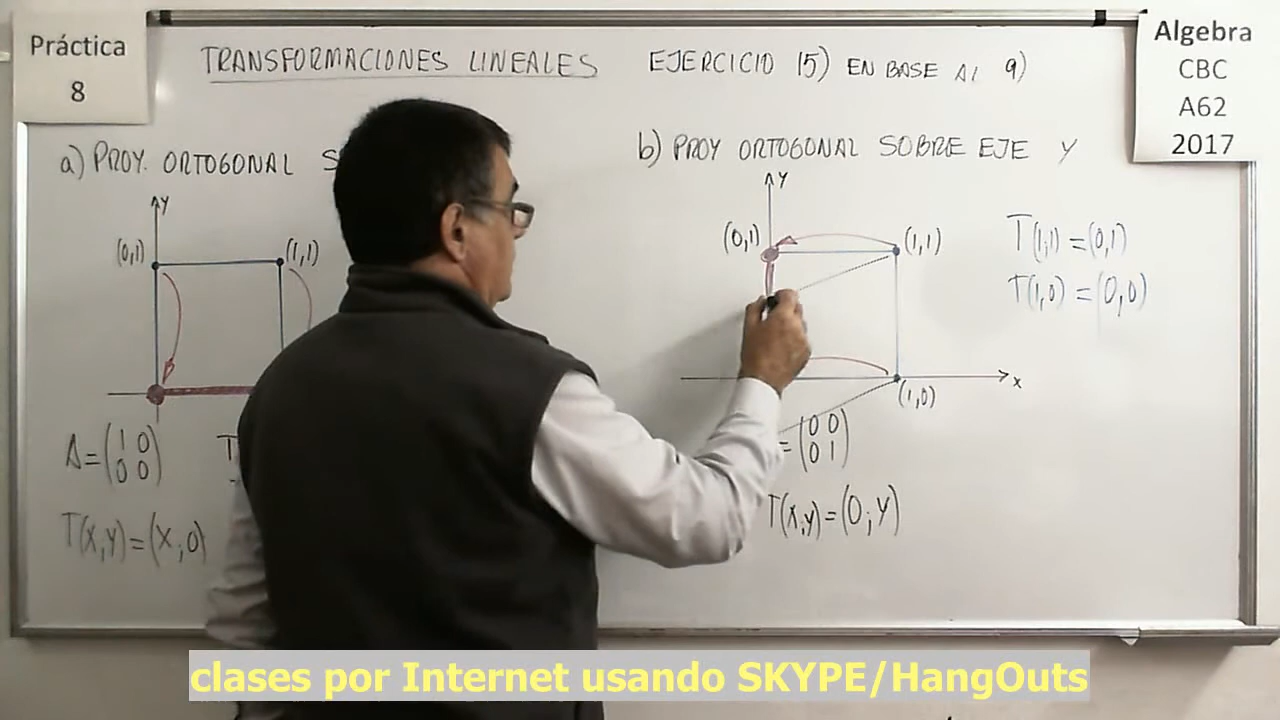 Práctica
8
TRANSFORMACIONES LINEALES EJERCICIO 15) EN BASE AL 9)
Algebra
CBC
A62
2017
a) PROY. ORTOGONAL
y
(0,1)
(1,1)
A=(1 0
0 0)
T(x,y)=(x,0)
b) PROY ORTOGONAL SOBRE EJE Y
y
(0,1)
(1,1)
T(1,1)=(0,1)
T(1,0)=(0,0)
x
(1,0)
=(0 0
0 1)
T(x,y)=(0,y)
clases por Internet usando SKYPE/HangOuts